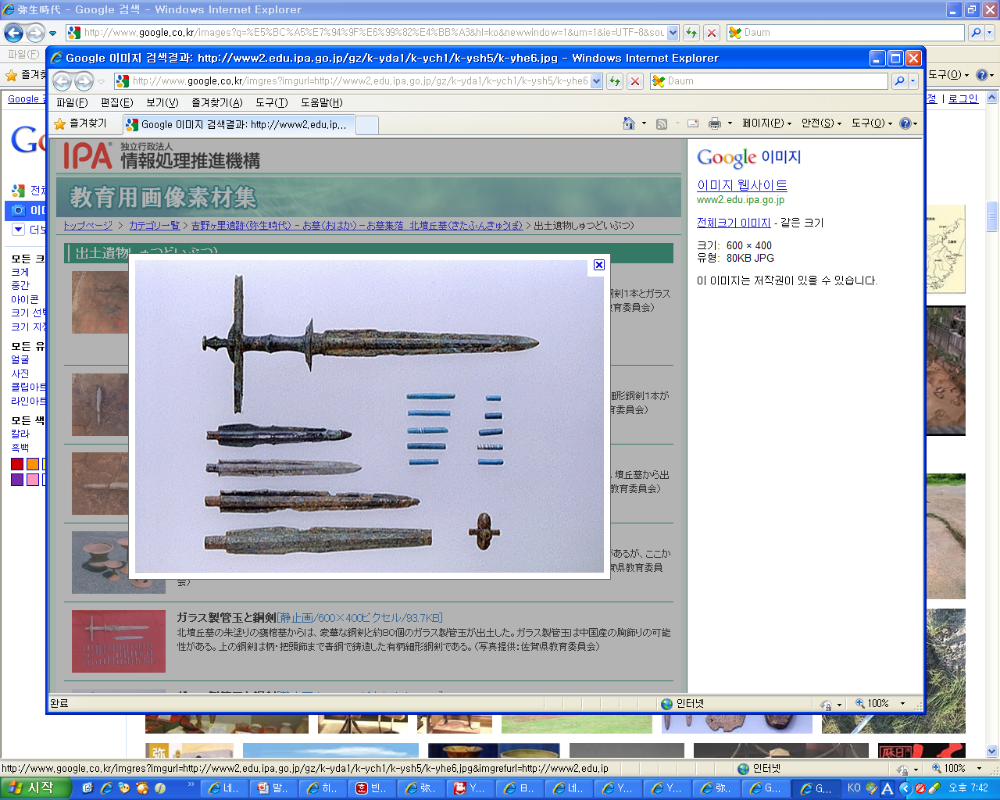 弥生時代 - Google 검색 - Windows Internet Explorer
http://www.google.co.kr/images?q=%E5%BC%A5%E7%94%9F%E6%99%82%E4%BB%A3&hl=ko&newwindow=1&um=1&ie=UTF-8&sou
Daum
파일(F)
즐겨찾
도구(O)
Google 검
정 | 로그인
Google 이미지 검색결과: http://www2.edu.ipa.go.jp/gz/k-yda1/k-ych1/k-ysh5/k-yhe6.jpg - Windows Internet Explorer
http://www.google.co.kr/imgres?imgurl=http://www2.edu.ipa.go.jp/gz/k-yda1/k-ych1/k-ysh5/k-yhe6
Daum
파일(F) 편집(E) 보기(V) 즐겨찾기(A) 도구(T) 도움말(H)
즐겨찾기
Google 이미지 검색결과: http://www2.edu.ip...
페이지(P) 안전(S) 도구(O)
IPA 独立行政法人
情報処理推進機構
教育用画像素材集
トップページ > カテゴリ一覧 > 吉野ヶ里遺跡(弥生時代) - お墓(おはか) - お墓集落 北墳丘墓(きたふんきゅうぼ) > 出土遺物しゅつどいぶつ)
出土遺物しゅつどいぶつ)
銅剣1本とガラス
育委員会)
細形銅剣1本が
育委員会)
、墳丘墓から出
教育委員会)
があるが、ここか
賀県教育委員
会)
ガラス製管玉と銅剣[静止画/600×400ピクセル/93.7KB]
北墳丘墓の朱塗りの甕棺墓からは、豪華な銅剣と約80個のガラス製管玉が出土した。ガラス製管玉は中国産の胸飾りの可能
性がある。上の銅剣は柄・把頭飾まで青銅で鋳造した有柄細形銅剣である。(写真提供:佐賀県教育委員会)
Google 이미지
이미지 웹사이트
www2.edu.ipa.go.jp
전체크기 이미지 - 같은 크기
크기: 600 × 400
유형: 80KB JPG
이 이미지는 저작권이 있을 수 있습니다.
Go
전체
이미
더보
모든 크
크게
중간
아이콘
크기 선택
크기 지정
모든 유
얼굴
사진
클립아트
라인아트
모든 색
칼라
흑백
완료
인터넷
100%
弥
暦日
http://www.google.co.kr/imgres?imgurl=http://www2.edu.ipa.go.jp/gz/k-yda1/k-ych1/k-ysh5/k-yhe6.jpg&imgrefurl=http://www2.edu.ip
인터넷
100%
시작
네...
발...
히...
빈...
弥...
Y...
日...
네...
Y...
Y...
弥...
G...
G...
KO
A
오후 7:42